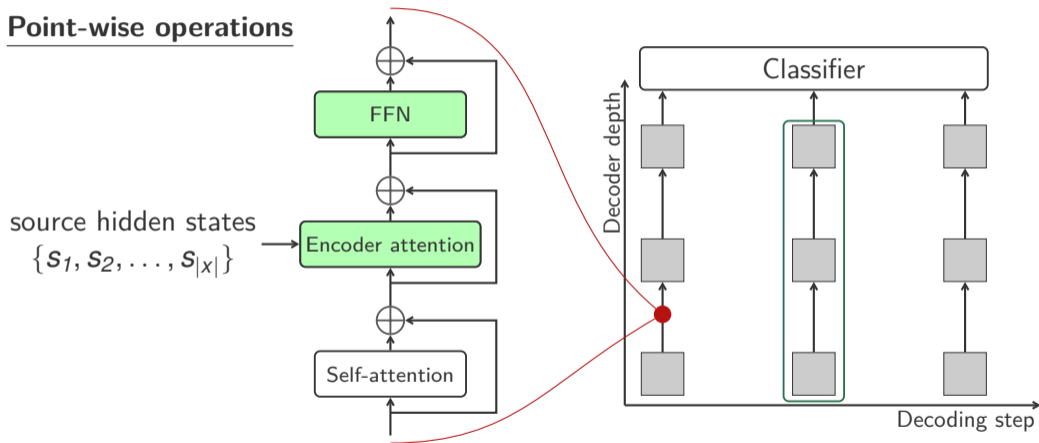 Point-wise operations
FFN
Encoder attention
source hidden states
{s1, s2, . . . , s|x|}
Self-attention
Classifier
Decoder depth
Decoding step